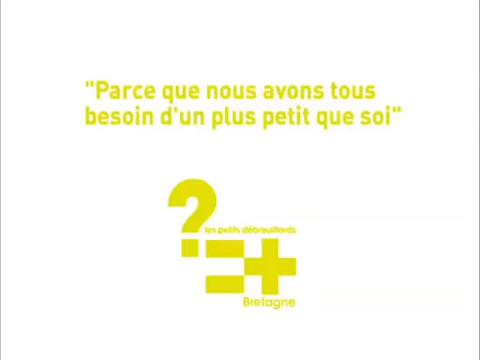 "Parce que nous avons tous
besoin d'un plus petit que soi"
?
les petits débrouillards
=+
Bretagne